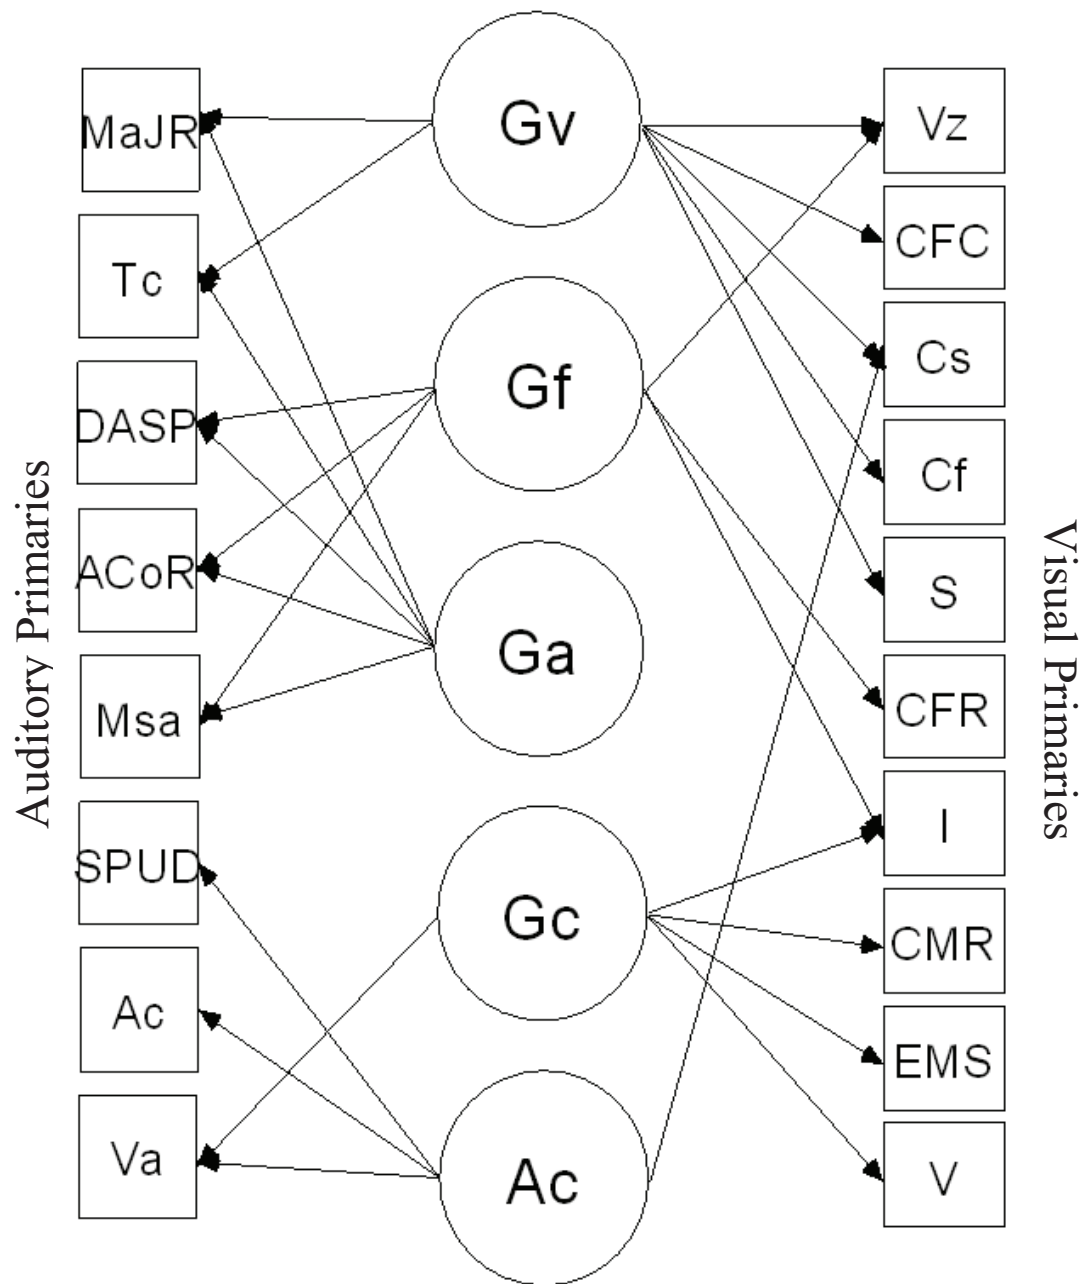 Auditory Primaries
MaJR
Tc
DASP
ACoR
Msa
SPUD
Ac
Va
Gv
Gf
Ga
Gc
Ac
Vz
CFC
Cs
Cf
S
CFR
I
CMR
EMS
V
Visual Primaries